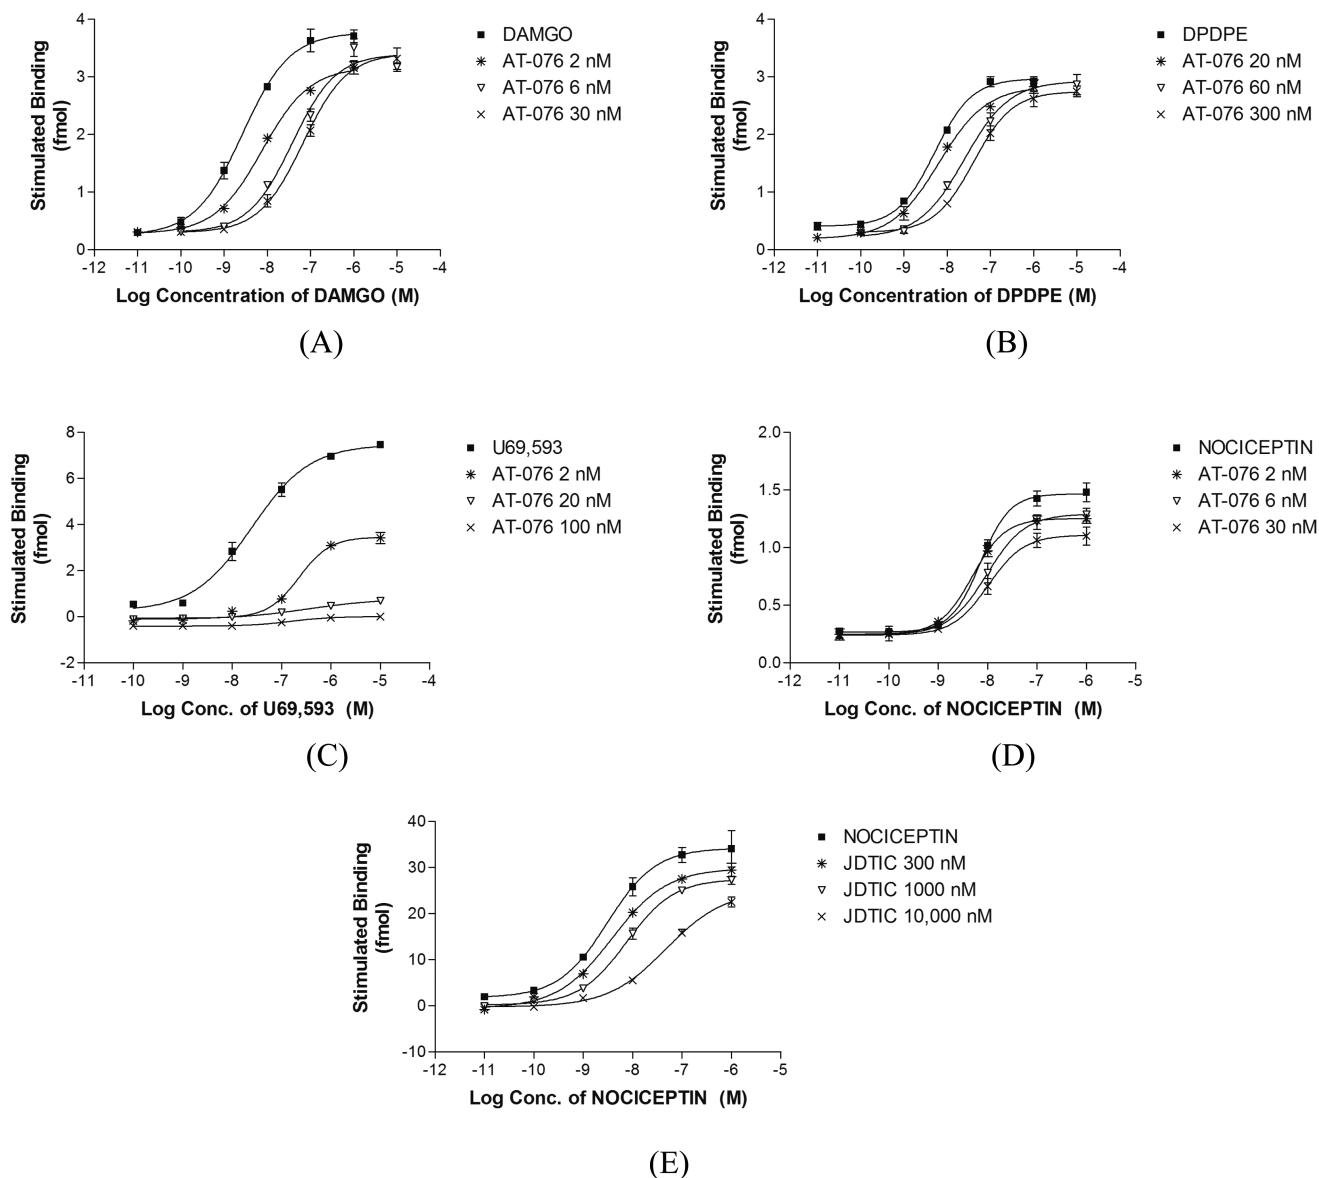 4
3
2
1
0
-12 -11 -10 -9 -8 -7 -6 -5 -4
Stimulated Binding
(fmol)
Log Concentration of DAMGO (M)
DAMGO
AT-076 2 nM
AT-076 6 nM
AT-076 30 nM
(A)
4
3
2
1
0
-12 -11 -10 -9 -8 -7 -6 -5 -4
Stimulated Binding
(fmol)
Log Concentration of DPDPE (M)
DPDPE
AT-076 20 nM
AT-076 60 nM
AT-076 300 nM
(B)
8
6
4
2
0
-2
-11 -10 -9 -8 -7 -6 -5 -4
Stimulated Binding
(fmol)
Log Conc. of U69,593 (M)
U69,593
AT-076 2 nM
AT-076 20 nM
AT-076 100 nM
(C)
2.0
1.5
1.0
0.5
0.0
-12 -11 -10 -9 -8 -7 -6 -5
Stimulated Binding
(fmol)
Log Conc. of NOCICEPTIN (M)
NOCICEPTIN
AT-076 2 nM
AT-076 6 nM
AT-076 30 nM
(D)
40
30
20
10
0
-10
-12 -11 -10 -9 -8 -7 -6 -5
Stimulated Binding
(fmol)
Log Conc. of NOCICEPTIN (M)
NOCICEPTIN
JDTIC 300 nM
JDTIC 1000 nM
JDTIC 10,000 nM
(E)